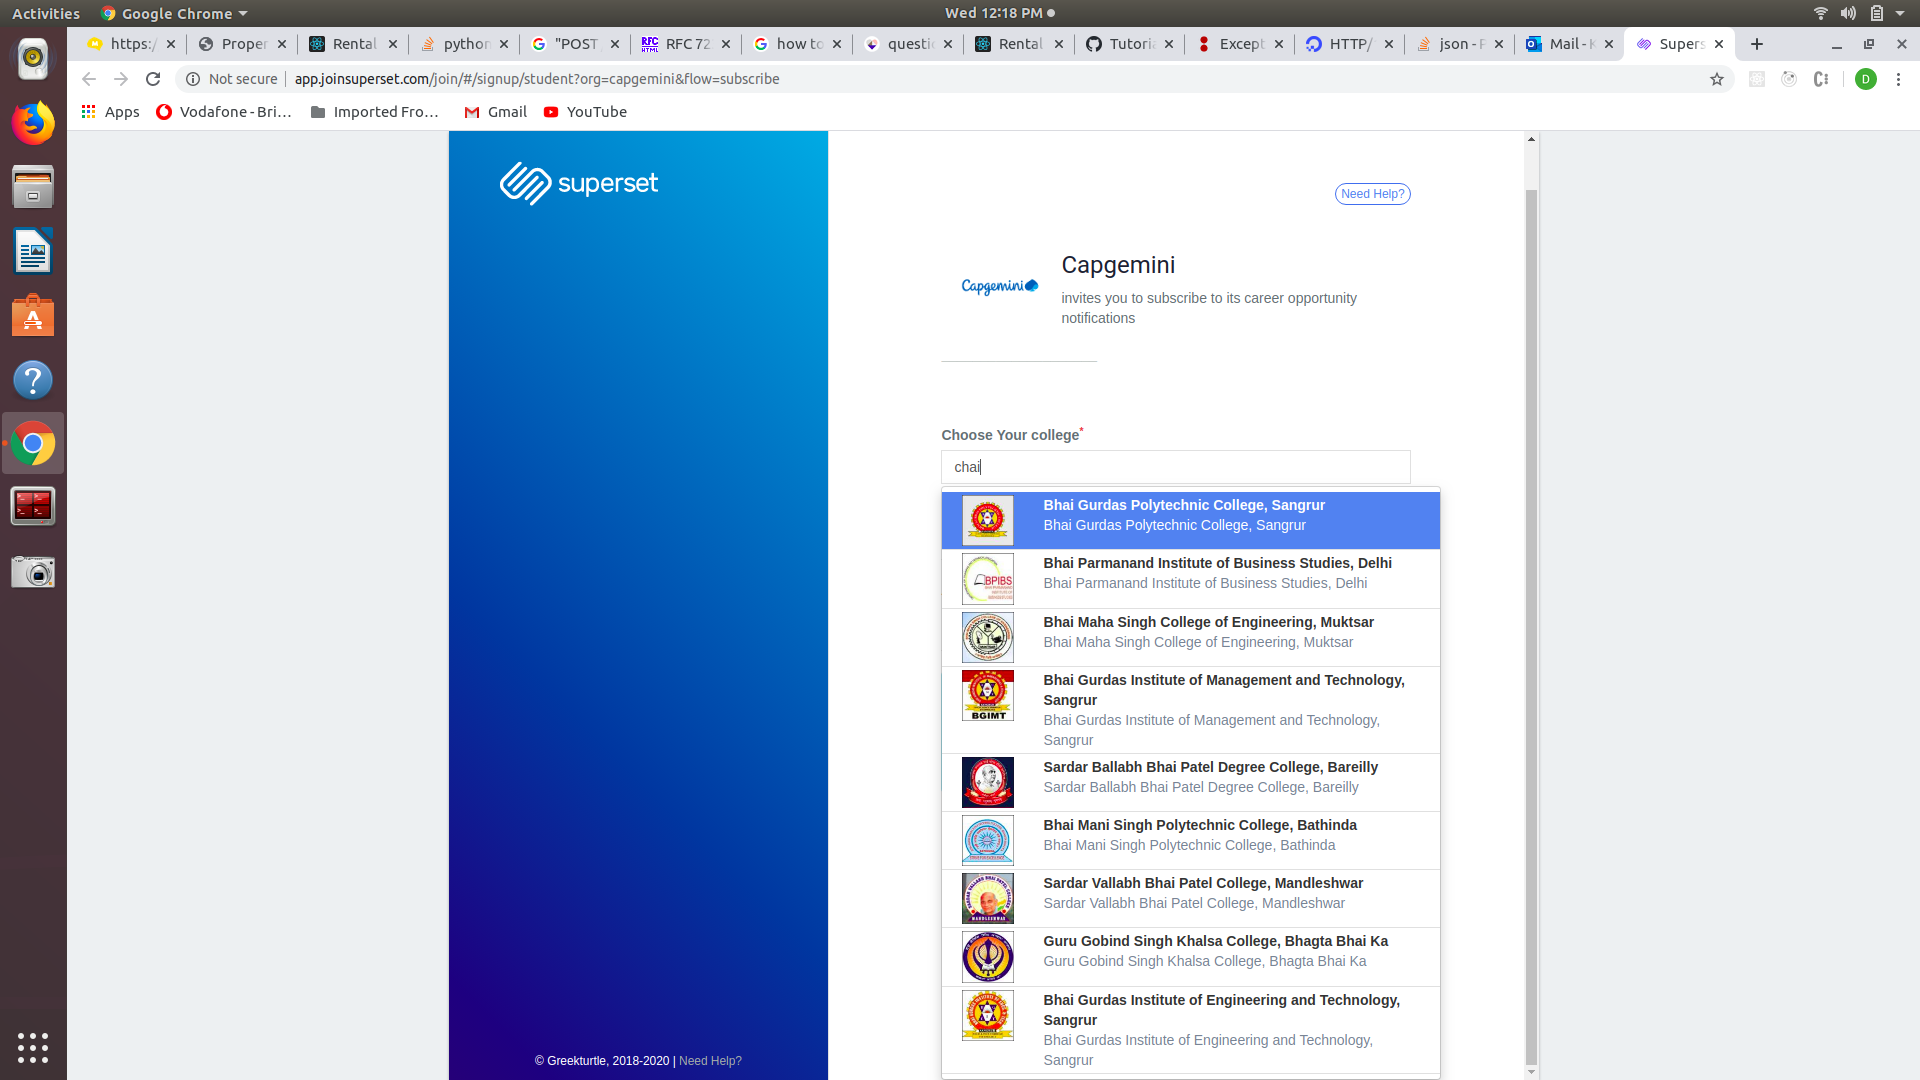 Activities
Google Chrome
Wed 12:18 PM
https:/
Proper
Rental
python
"POST
RFC 72
how to
questi
Rental
Tutoria
Except
HTTP/
json - P
Mail - K
Supers
Not secure
app.joinsuperset.com/join/#/signup/student?org=capgemini&flow=subscribe
D
Apps
Vodafone - Bri...
Imported Fro...
Gmail
YouTube
superset
Need Help?
Capgemini
Capgemini
invites you to subscribe to its career opportunity
notifications
Choose Your college*
chai
Bhai Gurdas Polytechnic College, Sangrur
Bhai Gurdas Polytechnic College, Sangrur
BPIBS
Bhai Parmanand Institute of Business Studies, Delhi
Bhai Parmanand Institute of Business Studies, Delhi
Bhai Maha Singh College of Engineering, Muktsar
Bhai Maha Singh College of Engineering, Muktsar
BGIMT
Bhai Gurdas Institute of Management and Technology,
Sangrur
Bhai Gurdas Institute of Management and Technology,
Sangrur
Sardar Ballabh Bhai Patel Degree College, Bareilly
Sardar Ballabh Bhai Patel Degree College, Bareilly
Bhai Mani Singh Polytechnic College, Bathinda
Bhai Mani Singh Polytechnic College, Bathinda
Sardar Vallabh Bhai Patel College, Mandleshwar
Sardar Vallabh Bhai Patel College, Mandleshwar
Guru Gobind Singh Khalsa College, Bhagta Bhai Ka
Guru Gobind Singh Khalsa College, Bhagta Bhai Ka
Bhai Gurdas Institute of Engineering and Technology,
Sangrur
Bhai Gurdas Institute of Engineering and Technology,
Sangrur
© Greekturtle, 2018-2020 | Need Help?